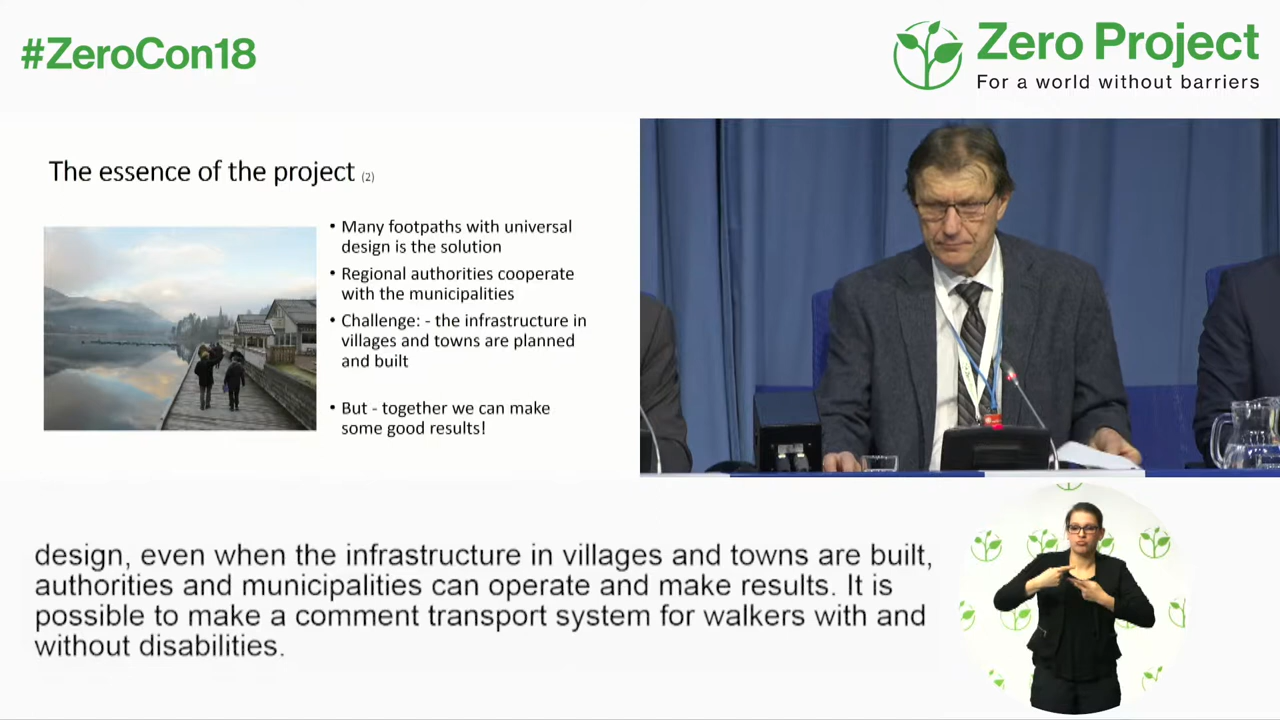 #ZeroCon18
Zero Project
For a world without barriers
The essence of the project (2)
• Many footpaths with universal
design is the solution
• Regional authorities cooperate
with the municipalities
• Challenge: - the infrastructure in
villages and towns are planned
and built
• But - together we can make
some good results!
design, even when the infrastructure in villages and towns are built,
authorities and municipalities can operate and make results. It is
possible to make a comment transport system for walkers with and
without disabilities.